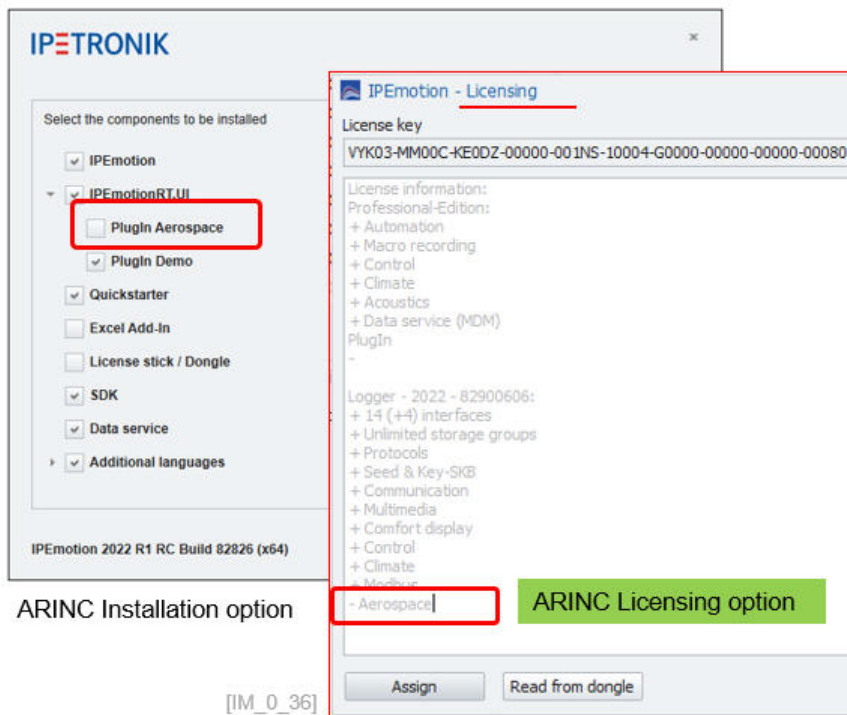 IPETRONIK
Select the components to be installed
IPEmotion
IPEmotionRT.UI
PlugIn Aerospace
PlugIn Demo
Quickstarter
Excel Add-In
License stick / Dongle
SDK
Data service
Additional languages
IPEmotion 2022 R1 RC Build 82826 (x64)
ARINC Installation option
IPEmotion - Licensing
License key
VYK03-MM00C-KE0DZ-00000-001NS-10004-G0000-00000-00000-00080
License information:
Professional-Edition:
+ Automation
+ Macro recording
+ Control
+ Climate
+ Acoustics
+ Data service (MDM)
PlugIn
-
Logger - 2022 - 82900606:
+ 14 (+4) interfaces
+ Unlimited storage groups
+ Protocols
+ Seed & Key-SKB
+ Communication
+ Multimedia
+ Comfort display
+ Control
+ Climate
+ Modbus
- Aerospace
ARINC Licensing option
Assign
Read from dongle
[IM_0_36]